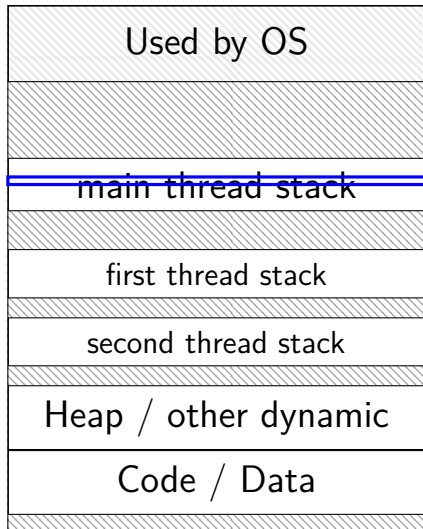 Used by OS
main thread stack
first thread stack
second thread stack
Heap / other dynamic
Code / Data